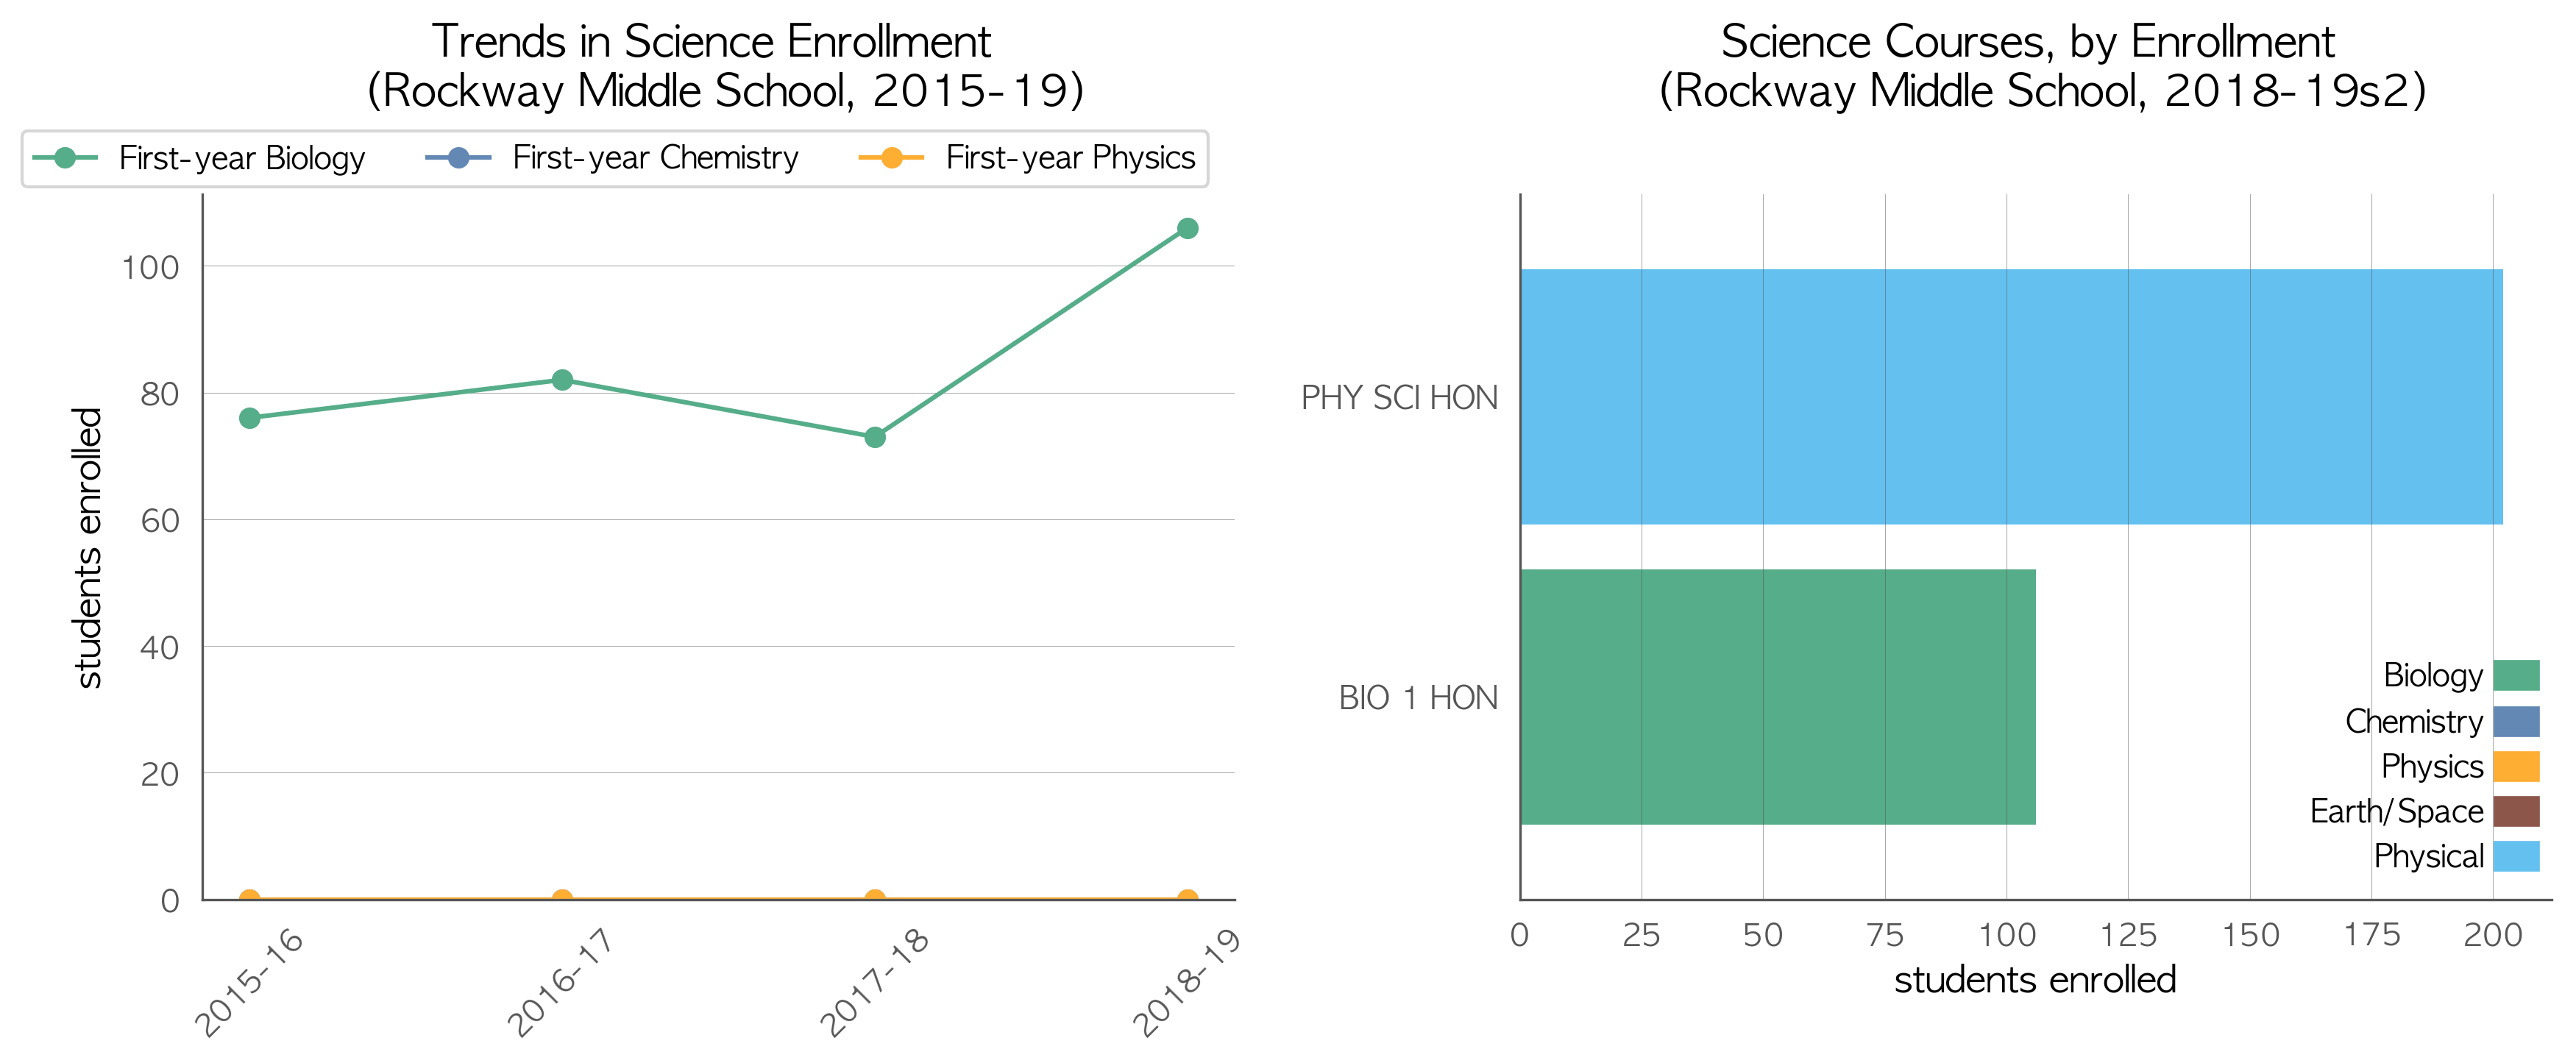 Trends in Science Enrollment
(Rockway Middle School, 2015-19)
First-year Biology
First-year Chemistry
First-year Physics
100
80
60
40
20
0
students enrolled
2015-16
2016-17
2017-18
2018-19
Science Courses, by Enrollment
(Rockway Middle School, 2018-19s2)
PHY SCI HON
BIO 1 HON
Biology
Chemistry
Physics
Earth/Space
Physical
0 25 50 75 100 125 150 175 200
students enrolled